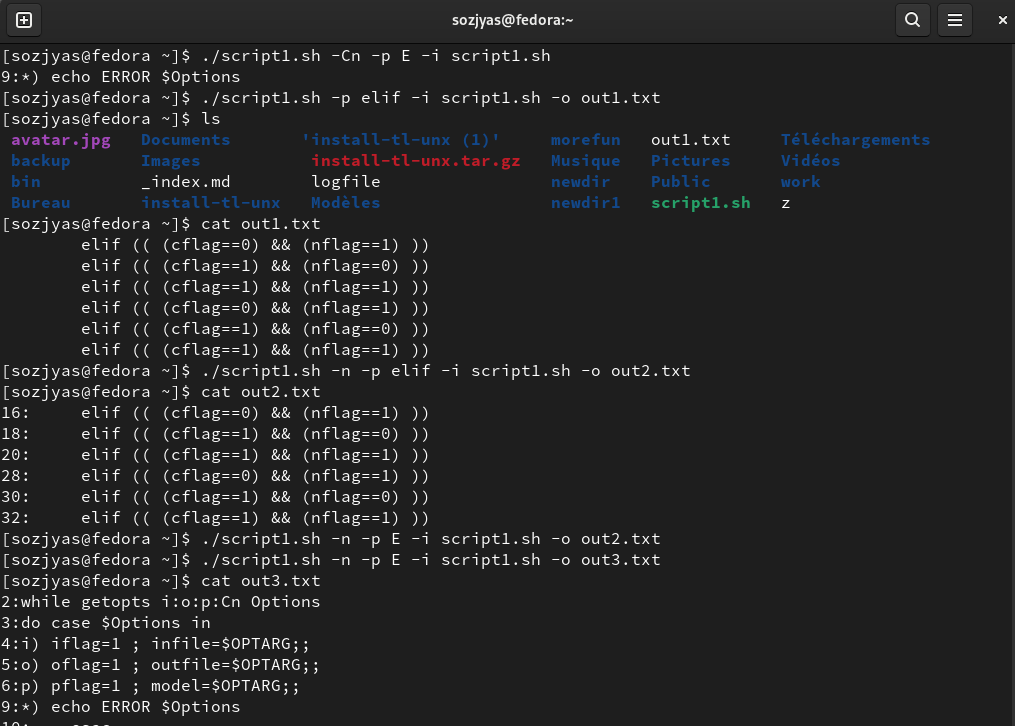 sozjyas@fedora:~
[sozjyas@fedora ~]$ ./script1.sh -Cn -p E -i script1.sh
9:*) echo ERROR $Options
[sozjyas@fedora ~]$ ./script1.sh -p elif -i script1.sh -o out1.txt
[sozjyas@fedora ~]$ ls
avatar.jpg Documents 'install-tl-unx (1)' morefun out1.txt Téléchargements
backup Images install-tl-unx.tar.gz Musique Pictures Vidéos
bin _index.md logfile newdir Public work
Bureau install-tl-unx Modèles newdir1 script1.sh z
[sozjyas@fedora ~]$ cat out1.txt
elif (( (cflag==0) && (nflag==1) ))
elif (( (cflag==1) && (nflag==0) ))
elif (( (cflag==1) && (nflag==1) ))
elif (( (cflag==0) && (nflag==1) ))
elif (( (cflag==1) && (nflag==0) ))
elif (( (cflag==1) && (nflag==1) ))
[sozjyas@fedora ~]$ ./script1.sh -n -p elif -i script1.sh -o out2.txt
[sozjyas@fedora ~]$ cat out2.txt
16: elif (( (cflag==0) && (nflag==1) ))
18: elif (( (cflag==1) && (nflag==0) ))
20: elif (( (cflag==1) && (nflag==1) ))
28: elif (( (cflag==0) && (nflag==1) ))
30: elif (( (cflag==1) && (nflag==0) ))
32: elif (( (cflag==1) && (nflag==1) ))
[sozjyas@fedora ~]$ ./script1.sh -n -p E -i script1.sh -o out2.txt
[sozjyas@fedora ~]$ ./script1.sh -n -p E -i script1.sh -o out3.txt
[sozjyas@fedora ~]$ cat out3.txt
2:while getopts i:o:p:Cn Options
3:do case $Options in
4:i) iflag=1 ; infile=$OPTARG;;
5:o) oflag=1 ; outfile=$OPTARG;;
6:p) pflag=1 ; model=$OPTARG;;
9:*) echo ERROR $Options